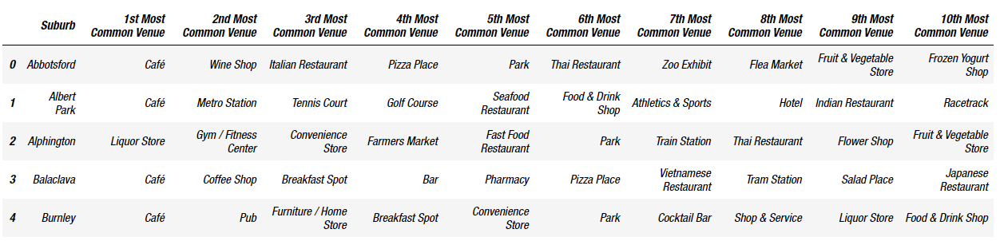 Suburb 1st Most Common Venue 2nd Most Common Venue 3rd Most Common Venue 4th Most Common Venue 5th Most Common Venue 6th Most Common Venue 7th Most Common Venue 8th Most Common Venue 9th Most Common Venue 10th Most Common Venue
0 Abbotsford Café Wine Shop Italian Restaurant Pizza Place Park Thai Restaurant Zoo Exhibit Flea Market Fruit & Vegetable Store Frozen Yogurt Shop
1 Albert Park Café Metro Station Tennis Court Golf Course Seafood Restaurant Food & Drink Shop Athletics & Sports Hotel Indian Restaurant Racetrack
2 Alphington Liquor Store Gym / Fitness Center Convenience Store Farmers Market Fast Food Restaurant Park Train Station Thai Restaurant Flower Shop Fruit & Vegetable Store
3 Balaclava Café Coffee Shop Breakfast Spot Bar Pharmacy Pizza Place Vietnamese Restaurant Tram Station Salad Place Japanese Restaurant
4 Burnley Café Pub Furniture / Home Store Breakfast Spot Convenience Store Park Cocktail Bar Shop & Service Liquor Store Food & Drink Shop